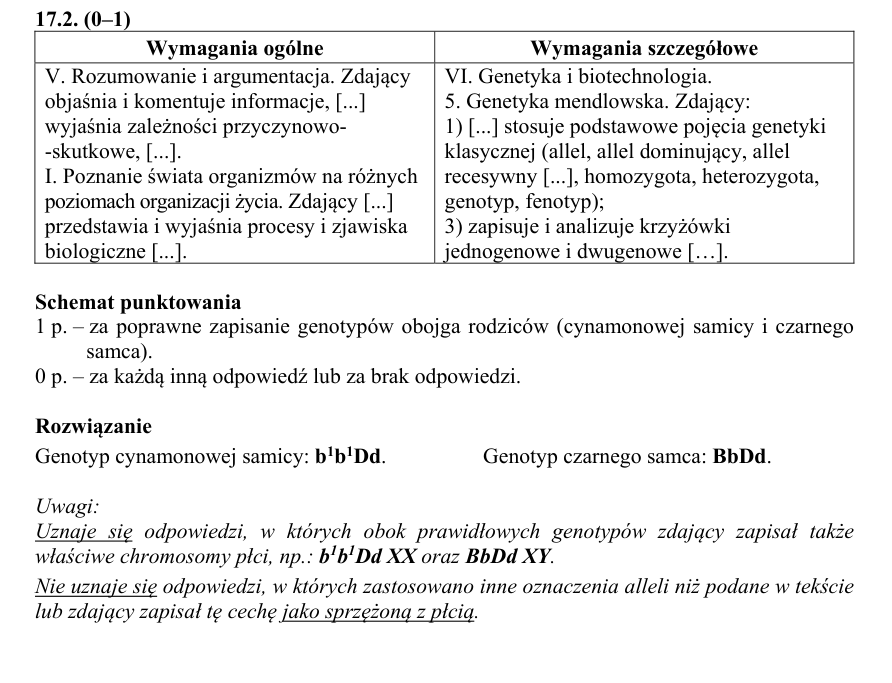 17.2. (0–1)
Wymagania ogólne
Wymagania szczegółowe
V. Rozumowanie i argumentacja. Zdający
objaśnia i komentuje informacje, [...]
wyjaśnia zależności przyczynowo-
-skutkowe, [...].
I. Poznanie świata organizmów na różnych
poziomach organizacji życia. Zdający [...]
przedstawia i wyjaśnia procesy i zjawiska
biologiczne [...].
VI. Genetyka i biotechnologia.
5. Genetyka mendlowska. Zdający:
1) [...] stosuje podstawowe pojęcia genetyki
klasycznej (allel, allel dominujący, allel
recesywny [...], homozygota, heterozygota,
genotyp, fenotyp);
3) zapisuje i analizuje krzyżówki
jednogenowe i dwugenowe […].
Schemat punktowania
1 p. – za poprawne zapisanie genotypów obojga rodziców (cynamonowej samicy i czarnego
samca).
0 p. – za każdą inną odpowiedź lub za brak odpowiedzi.
Rozwiązanie
Genotyp cynamonowej samicy: b¹b¹Dd. Genotyp czarnego samca: BbDd.
Uwagi:
Uznaje się odpowiedzi, w których obok prawidłowych genotypów zdający zapisał także
właściwe chromosomy płci, np.: b¹b¹Dd XX oraz BbDd XY.
Nie uznaje się odpowiedzi, w których zastosowano inne oznaczenia alleli niż podane w tekście
lub zdający zapisał tę cechę jako sprzężoną z płcią.